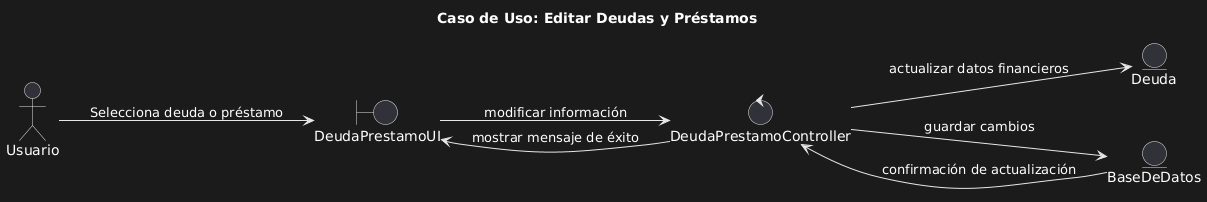 Caso de Uso: Editar Deudas y Préstamos
actualizar datos financieros
Deuda
Selecciona deuda o préstamo
modificar información
guardar cambios
Usuario
DeudaPrestamoUI
mostrar mensaje de éxito
DeudaPrestamoController
confirmación de actualización
BaseDeDatos